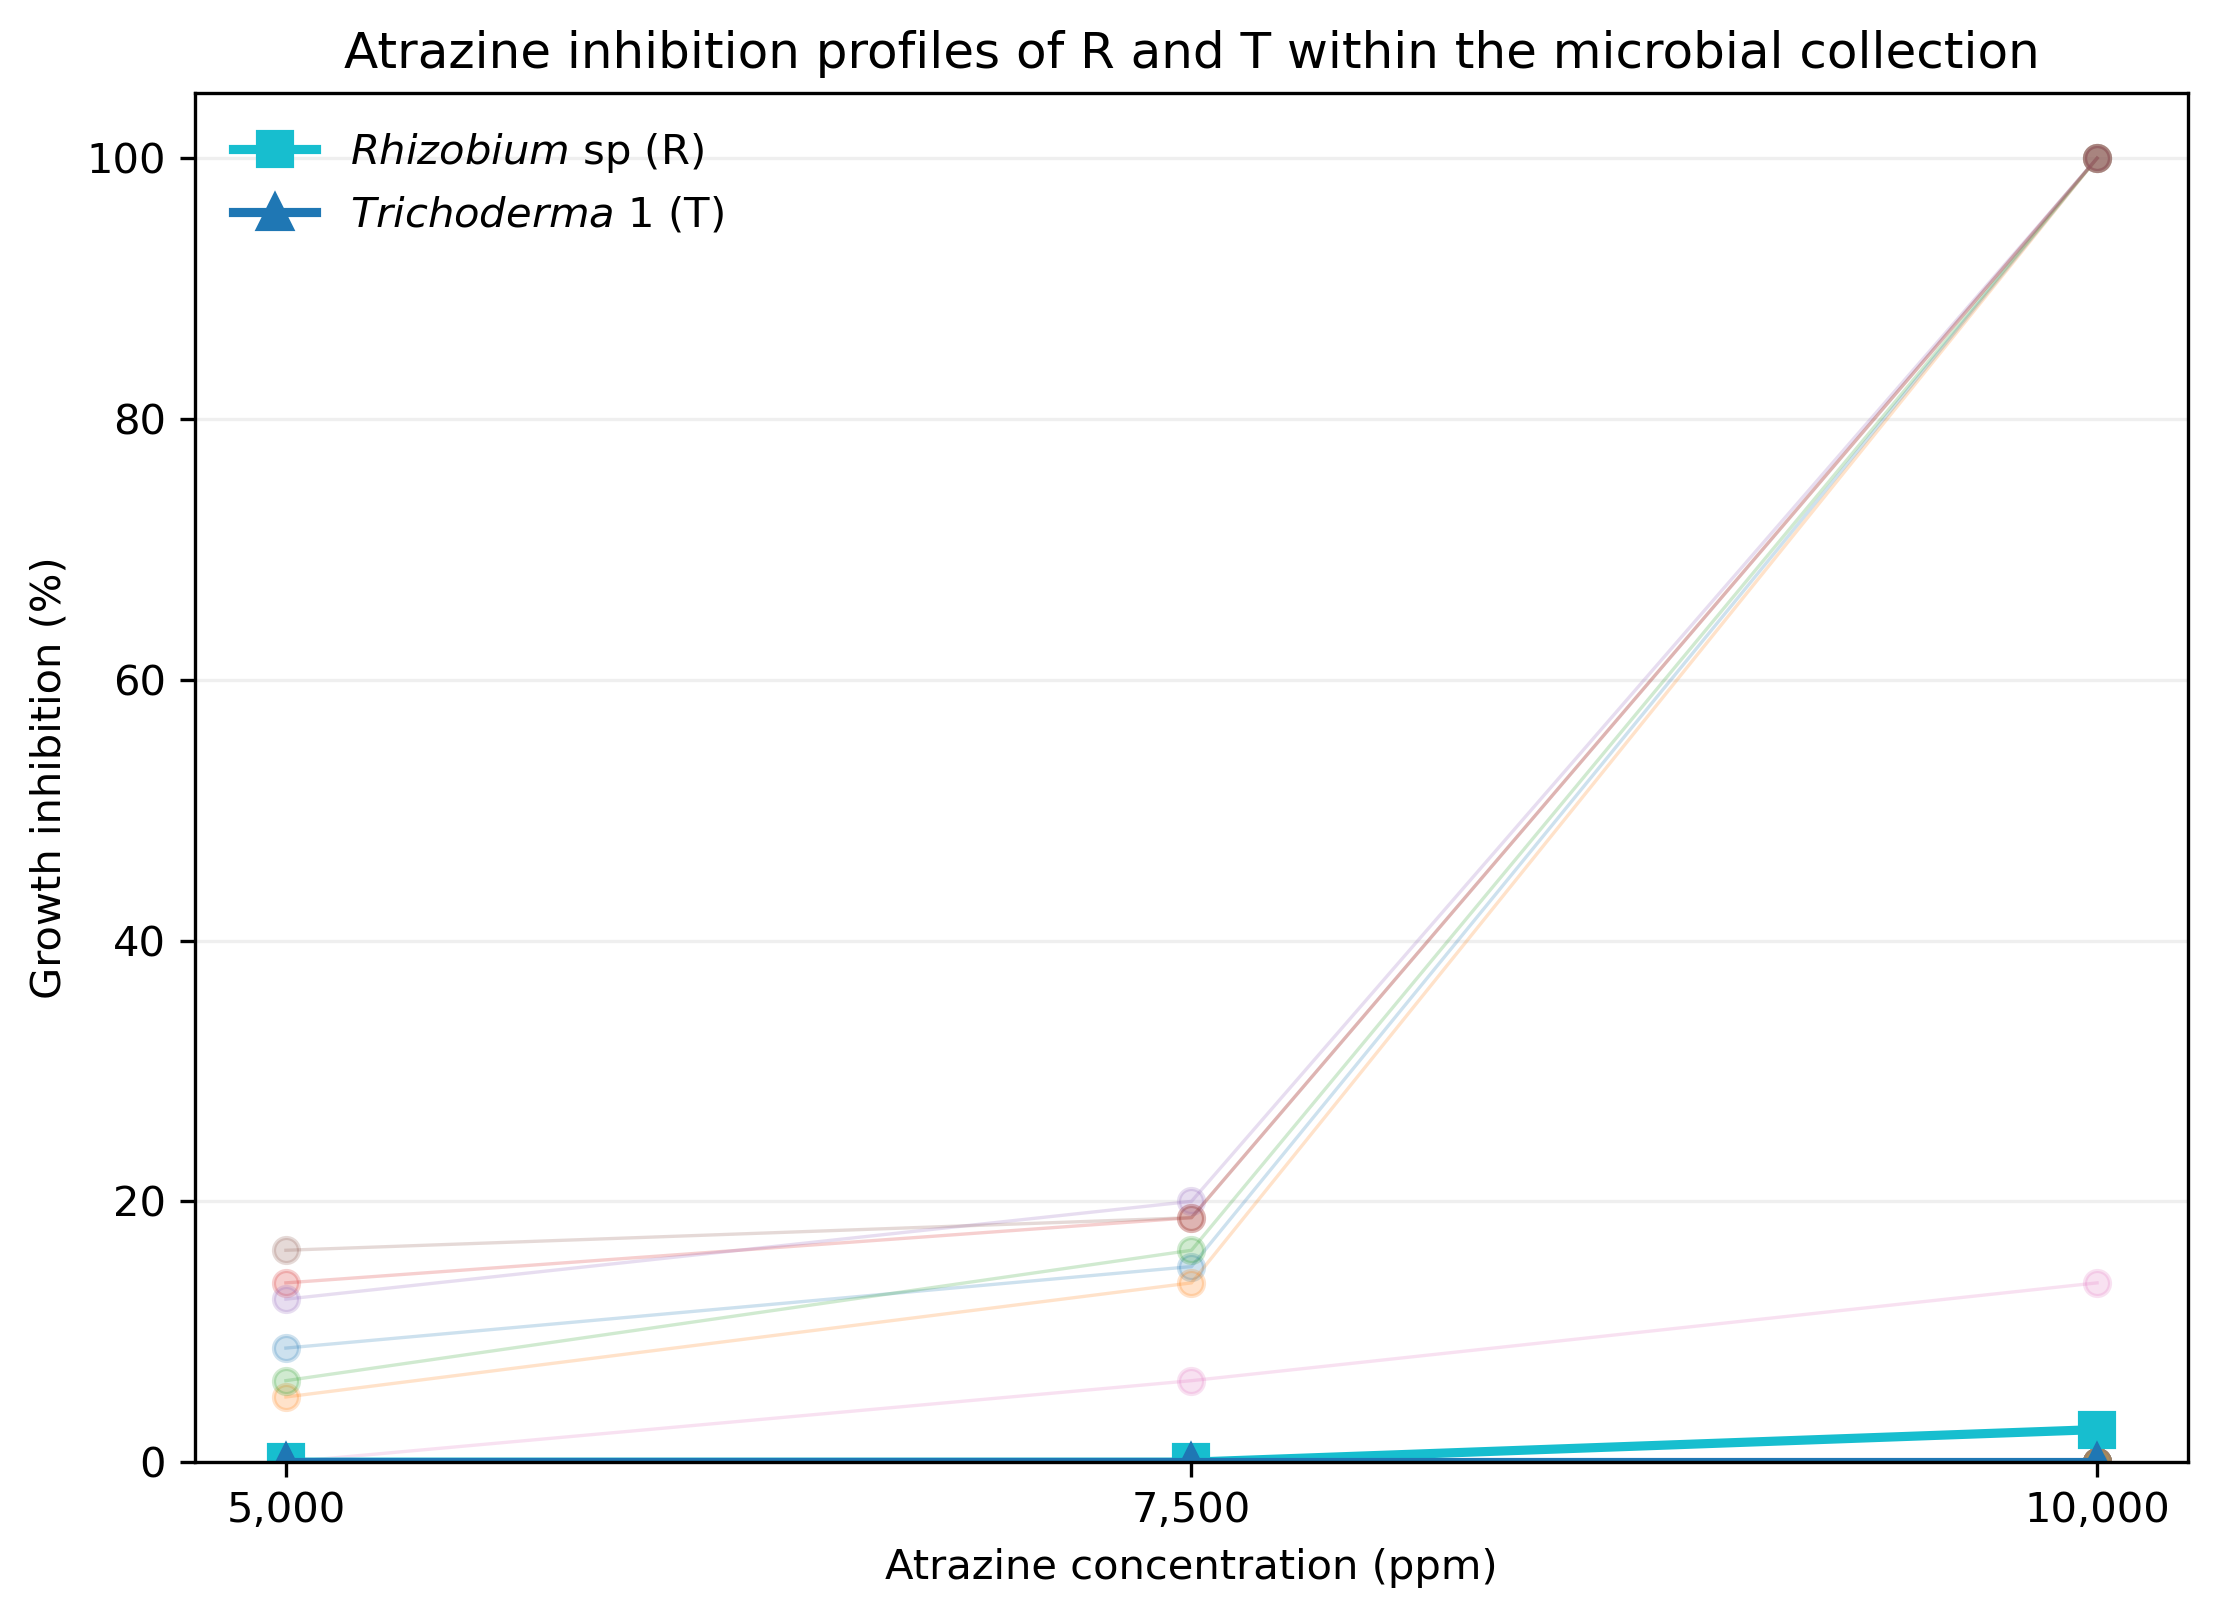 Atrazine inhibition profiles of R and T within the microbial collection
Rhizobium sp (R)
Trichoderma 1 (T)
100
80
60
40
20
0
Growth inhibition (%)
5,000
7,500
10,000
Atrazine concentration (ppm)